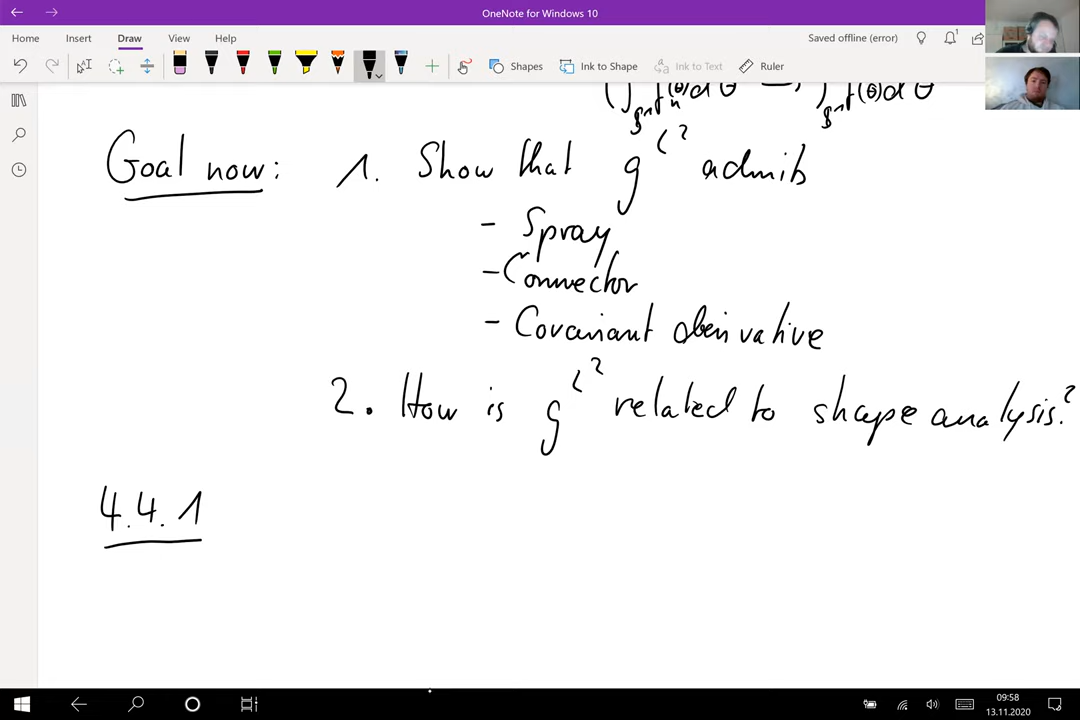 OneNote for Windows 10
Home Insert Draw View Help
Saved offline (error)
Shapes Ink to Shape Ink to Text Ruler
Goal now: 1. Show that g^{L^2} admits
- Spray
- Connector
- Covariant derivative
2. How is g^{L^2} related to shape analysis?
4.4.1
09:58
13.11.2020